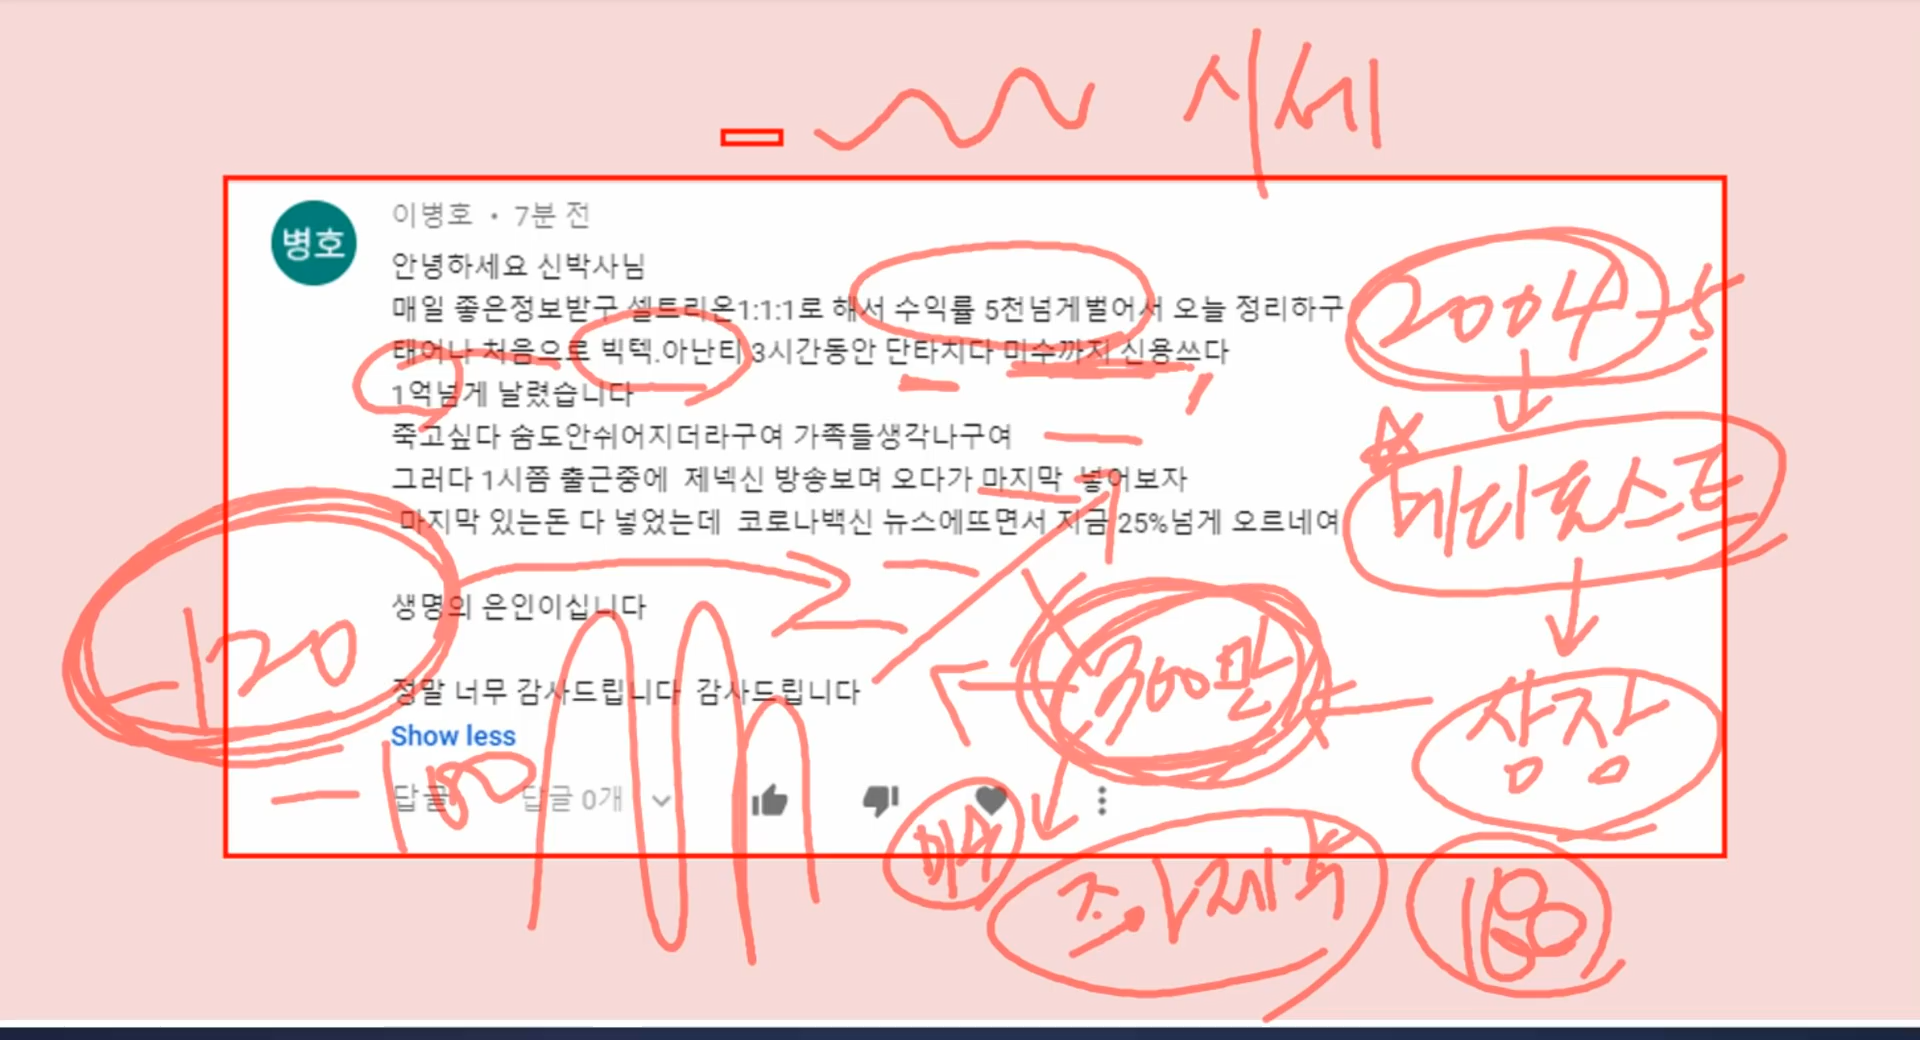 시세
병호
이병호 • 7분 전
안녕하세요 신박사님
매일 좋은정보받구 셀트리온1:1:1로 해서 수익률 5천넘게벌어서 오늘 정리하구
태어나 처음으로 빅텍.아난티 3시간동안 단타치다 미수까지 신용쓰다
1억넘게 날렸습니다
죽고싶다 숨도안쉬어지더라구여 가족들생각나구여
그러다 1시쯤 출근중에 제넥신 방송보며 오다가 마지막 넣어보자
마지막 있는돈 다 넣었는데 코로나백신 뉴스에뜨면서 지금 25%넘게 오르네여
생명의 은인이십니다
정말 너무 감사드립니다 감사드립니다
Show less
답글 답글 0개
2004-5
메디포스트
상장
300만
120
100
미수